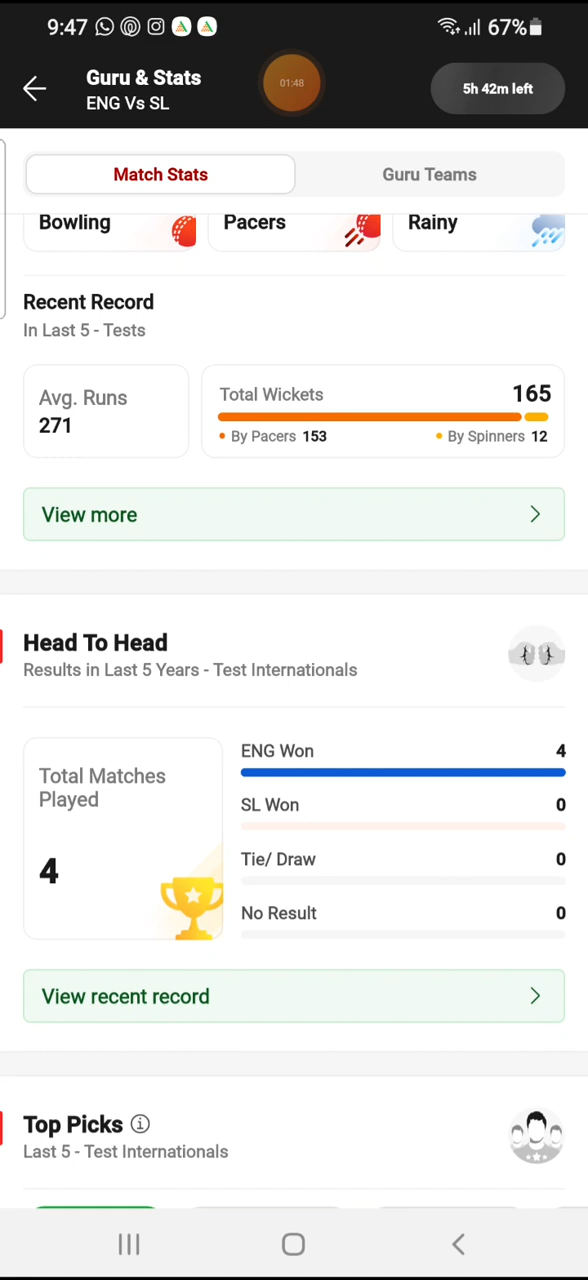 9:47
67%
Guru & Stats
ENG Vs SL
01:48
5h 42m left
Match Stats
Guru Teams
Bowling
Pacers
Rainy
Recent Record
In Last 5 - Tests
Avg. Runs
271
Total Wickets 165
By Pacers 153
By Spinners 12
View more
Head To Head
Results in Last 5 Years - Test Internationals
Total Matches
Played
4
ENG Won 4
SL Won 0
Tie/ Draw 0
No Result 0
View recent record
Top Picks
Last 5 - Test Internationals